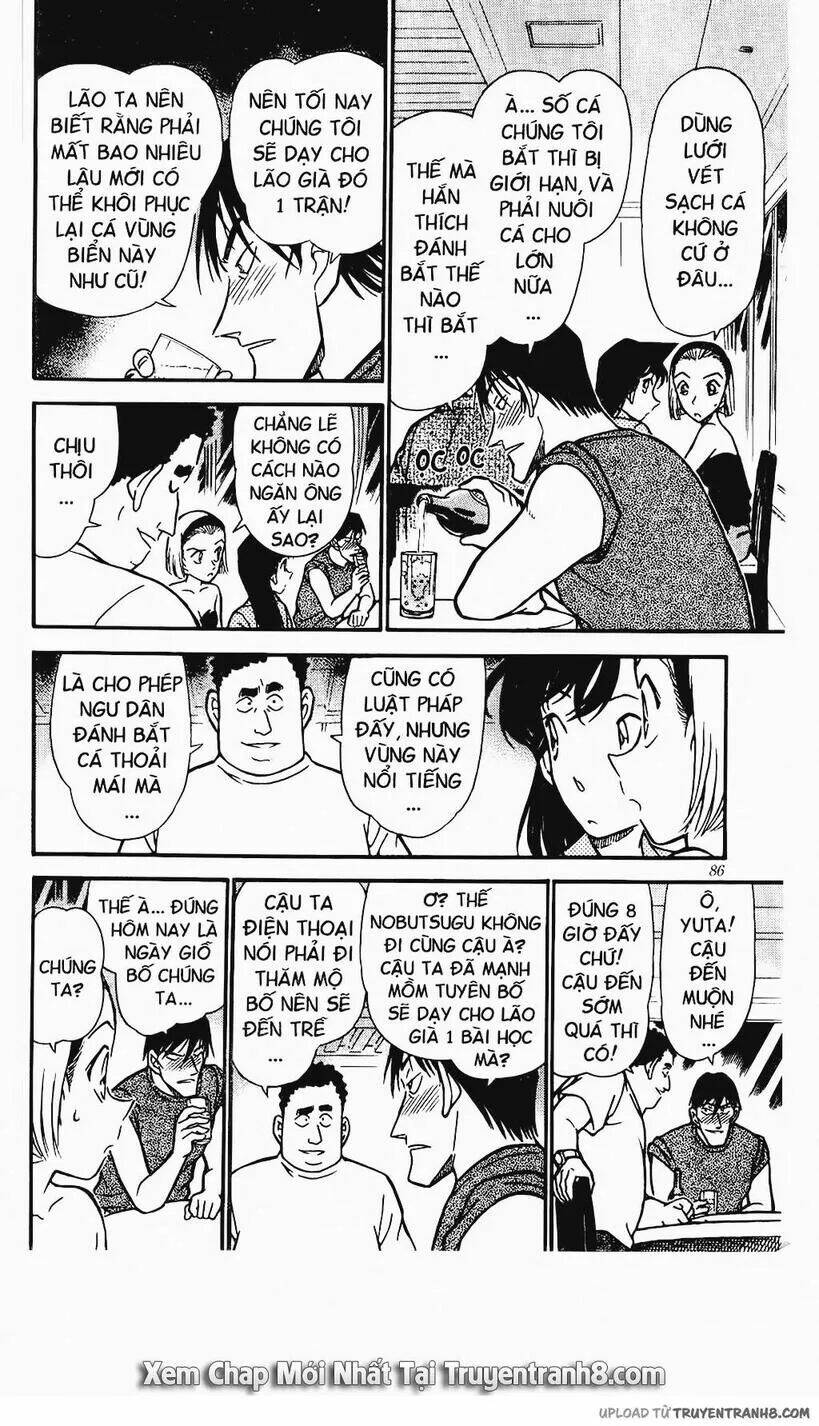 DÙNG
LƯỚI
VÉT
SẠCH CÁ
KHÔNG
CỨ Ở
ĐÂU...
À... SỐ CÁ
CHÚNG TÔI
BẮT THÌ BỊ
GIỚI HẠN, VÀ
PHẢI NUÔI
CÁ CHO
LỚN
NỮA
...
THẾ MÀ
HẮN
THÍCH
ĐÁNH
BẮT THẾ
NÀO
THÌ BẮT
...
ỌC ỌC
NÊN TỐI NAY
CHÚNG TÔI
SẼ DẠY CHO
LÃO GIÀ ĐÓ
1 TRẬN!
LÃO TA NÊN
BIẾT RẰNG PHẢI
MẤT BAO NHIÊU
LÂU MỚI CÓ
THỂ KHÔI PHỤC
LẠI CÁ VÙNG
BIỂN NÀY
NHƯ CŨ!
CHẲNG LẼ
KHÔNG CÓ
CÁCH NÀO
NGĂN ÔNG
ẤY LẠI
SAO?
CHỊU
THÔI
...
CŨNG CÓ
LUẬT PHÁP
ĐẤY, NHƯNG
VÙNG NÀY
NỔI TIẾNG
...
LÀ CHO PHÉP
NGƯ DÂN
ĐÁNH BẮT
CÁ THOẢI
MÁI MÀ
...
86
Ô,
YUTA!
CẬU
ĐẾN
MUỘN
NHÉ
...
ĐÚNG 8
GIỜ ĐẤY
CHỨ!
CẬU ĐẾN
SỚM
QUÁ THÌ
CÓ!
Ơ? THẾ
NOBUTSUGU KHÔNG
ĐI CÙNG CẬU À?
CẬU TA ĐÃ MẠNH
MỒM TUYÊN BỐ
SẼ DẠY CHO LÃO
GIÀ 1 BÀI HỌC
MÀ?
CẬU TA
ĐIỆN THOẠI
NÓI PHẢI ĐI
THĂM MỘ
BỐ NÊN SẼ
ĐẾN TRỄ
...
THẾ À... ĐÚNG
HÔM NAY LÀ
NGÀY GIỖ
BỐ CHÚNG
TA...
CHÚNG
TA?
Xem Chap Mới Nhất Tại Truyentranh8.com
UPLOAD TỪ TRUYENTRANH8.COM